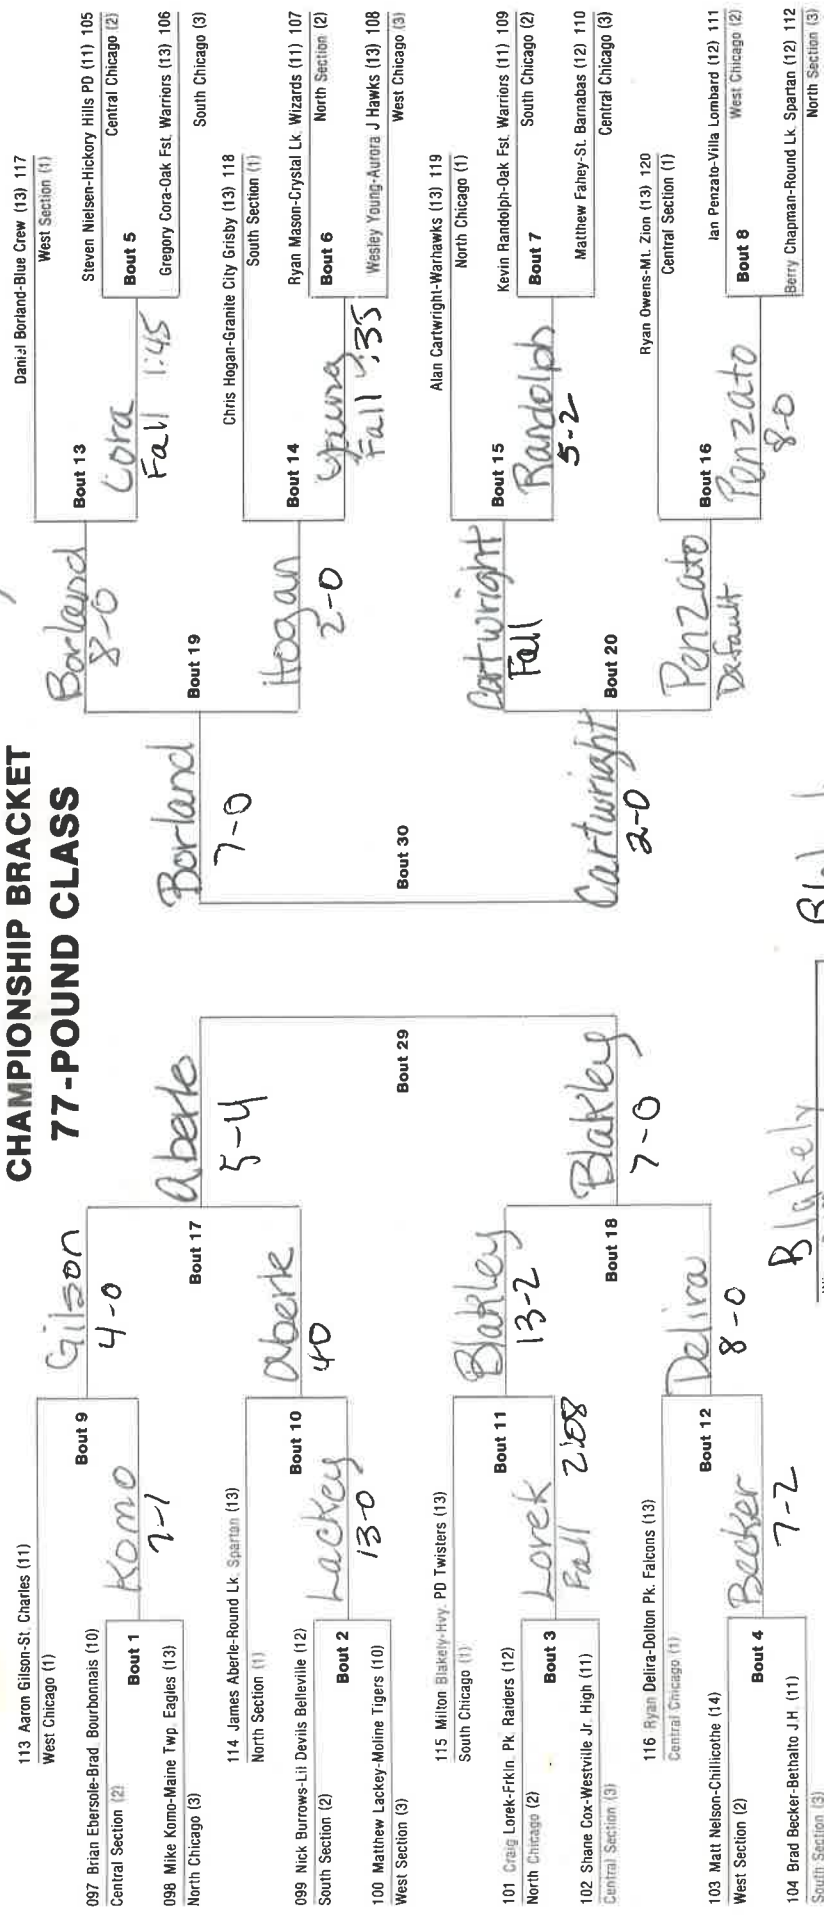 CHAMPIONSHIP BRACKET
77-POUND CLASS
113 Aaron Gilson-St. Charles (11)
West Chicago (1)
Gilson
4-0
Bout 9
097 Brian Ebersole-Brad. Bourbonnais (10)
Central Section (2)
Bout 1
Komo
098 Mike Komo-Maine Twp. Eagles (13)
North Chicago (3)
Bout 17
Aberle
5-4
114 James Aberle-Round Lk. Spartan (13)
North Section (1)
Aberle
40
Bout 10
099 Nick Burrows-Lil Devils Belleville (12)
South Section (2)
Bout 2
Lackey
13-0
100 Matthew Lackey-Moline Tigers (10)
West Section (3)
Bout 29
115 Milton Blakely-Hvy. PD Twisters (13)
South Chicago (1)
Blakley
13-2
Bout 11
101 Craig Lorek-Frkln. Pk. Raiders (12)
North Chicago (2)
Bout 3
Lorek
Fall 2:08
102 Shane Cox-Westville Jr. High (11)
Central Section (3)
Bout 18
Blakley
7-0
116 Ryan Delira-Dolton Pk. Falcons (13)
Central Chicago (1)
Delira
8-0
Bout 12
103 Matt Nelson-Chillicothe (14)
West Section (2)
Bout 4
Becker
7-2
104 Brad Becker-Bethalto J.H. (11)
South Section (3)
Blakely
Daniel Borland-Blue Crew (13) 117
West Section (1)
Borland
8-0
Bout 13
Steven Nielsen-Hickory Hills PD (11) 105
Central Chicago (2)
Bout 5
Cora
Fall 1:45
Gregory Cora-Oak Fst. Warriors (13) 106
South Chicago (3)
Bout 19
Borland
7-0
Chris Hogan-Granite City Grisby (13) 118
South Section (1)
Hogan
2-0
Bout 14
Ryan Mason-Crystal Lk. Wizards (11) 107
North Section (2)
Bout 6
Young
Fall :35
Wesley Young-Aurora J Hawks (13) 108
West Chicago (3)
Bout 30
Alan Cartwright-Warhawks (13) 119
North Chicago (1)
Cartwright
Fall
Bout 15
Kevin Randolph-Oak Fst. Warriors (11) 109
South Chicago (2)
Bout 7
Randolph
5-2
Matthew Fahey-St. Barnabas (12) 110
Central Chicago (3)
Bout 20
Cartwright
2-0
Ryan Owens-Mt. Zion (13) 120
Central Section (1)
Penzato
Default
Bout 16
Ian Penzato-Villa Lombard (12) 111
West Chicago (2)
Bout 8
Penzato
8-0
Berry Chapman-Round Lk. Spartan (12) 112
North Section (3)